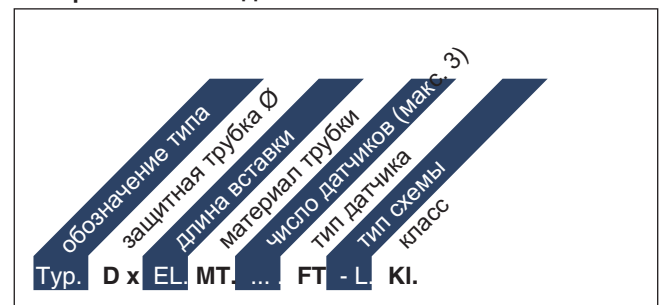 обозначение типа
защитная трубка Ø
длина вставки
материал трубки
число датчиков (макс. 3)
тип датчика
тип схемы
класс
Typ. D x EL. MT. ... . FT - L. Kl.